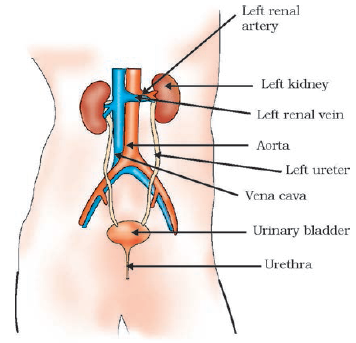 Left renal
artery
Left kidney
Left renal vein
Aorta
Left ureter
Vena cava
Urinary bladder
Urethra